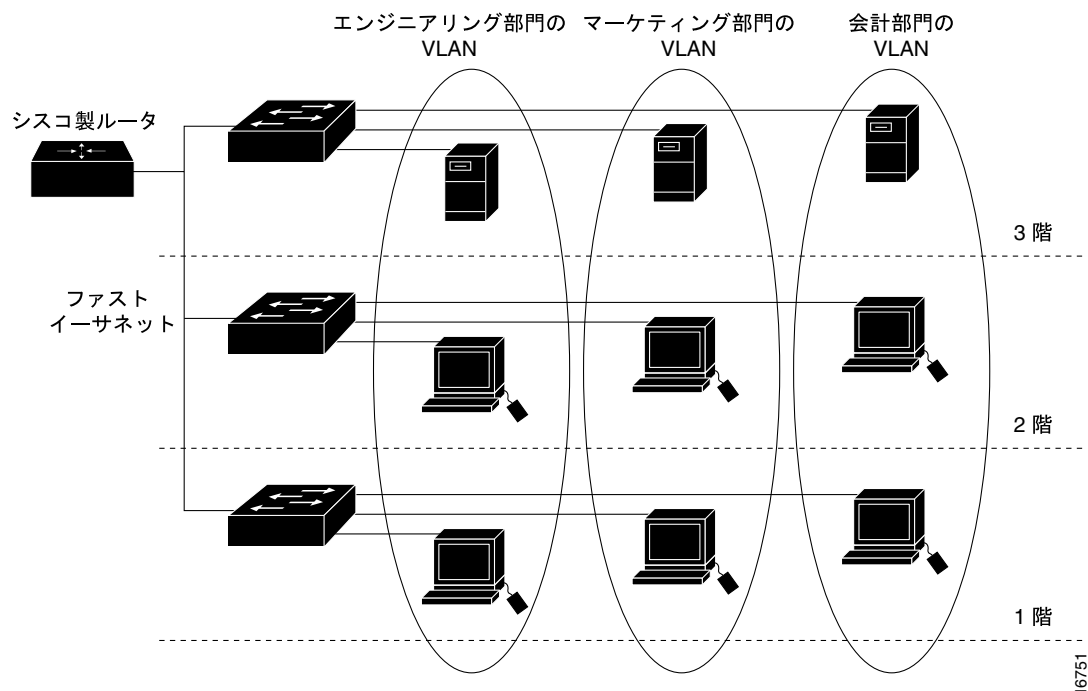 エンジニアリング部門の
VLAN
マーケティング部門の
VLAN
会計部門の
VLAN
シスコ製ルータ
3 階
ファスト
イーサネット
2 階
1 階
16751